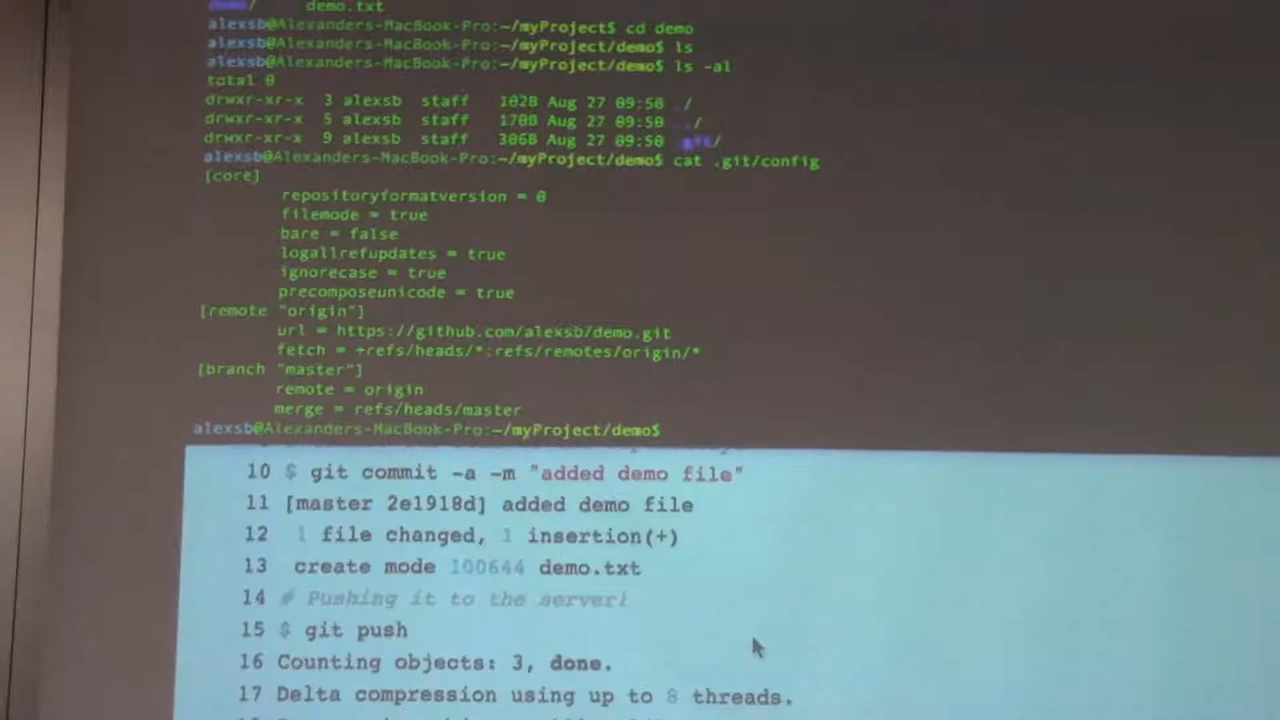 demo/ demo.txt
alexsb@Alexanders-MacBook-Pro:~/myProject$ cd demo
alexsb@Alexanders-MacBook-Pro:~/myProject/demo$ ls
alexsb@Alexanders-MacBook-Pro:~/myProject/demo$ ls -al
total 0
drwxr-xr-x 3 alexsb staff 102B Aug 27 09:50 ./
drwxr-xr-x 5 alexsb staff 170B Aug 27 09:50 ../
drwxr-xr-x 9 alexsb staff 306B Aug 27 09:50 .git/
alexsb@Alexanders-MacBook-Pro:~/myProject/demo$ cat .git/config
[core]
repositoryformatversion = 0
filemode = true
bare = false
logallrefupdates = true
ignorecase = true
precomposeunicode = true
[remote "origin"]
url = https://github.com/alexsb/demo.git
fetch = +refs/heads/*:refs/remotes/origin/*
[branch "master"]
remote = origin
merge = refs/heads/master
alexsb@Alexanders-MacBook-Pro:~/myProject/demo$
10 $ git commit -a -m "added demo file"
11 [master 2e1918d] added demo file
12 1 file changed, 1 insertion(+)
13 create mode 100644 demo.txt
14 # Pushing it to the server!
15 $ git push
16 Counting objects: 3, done.
17 Delta compression using up to 8 threads.